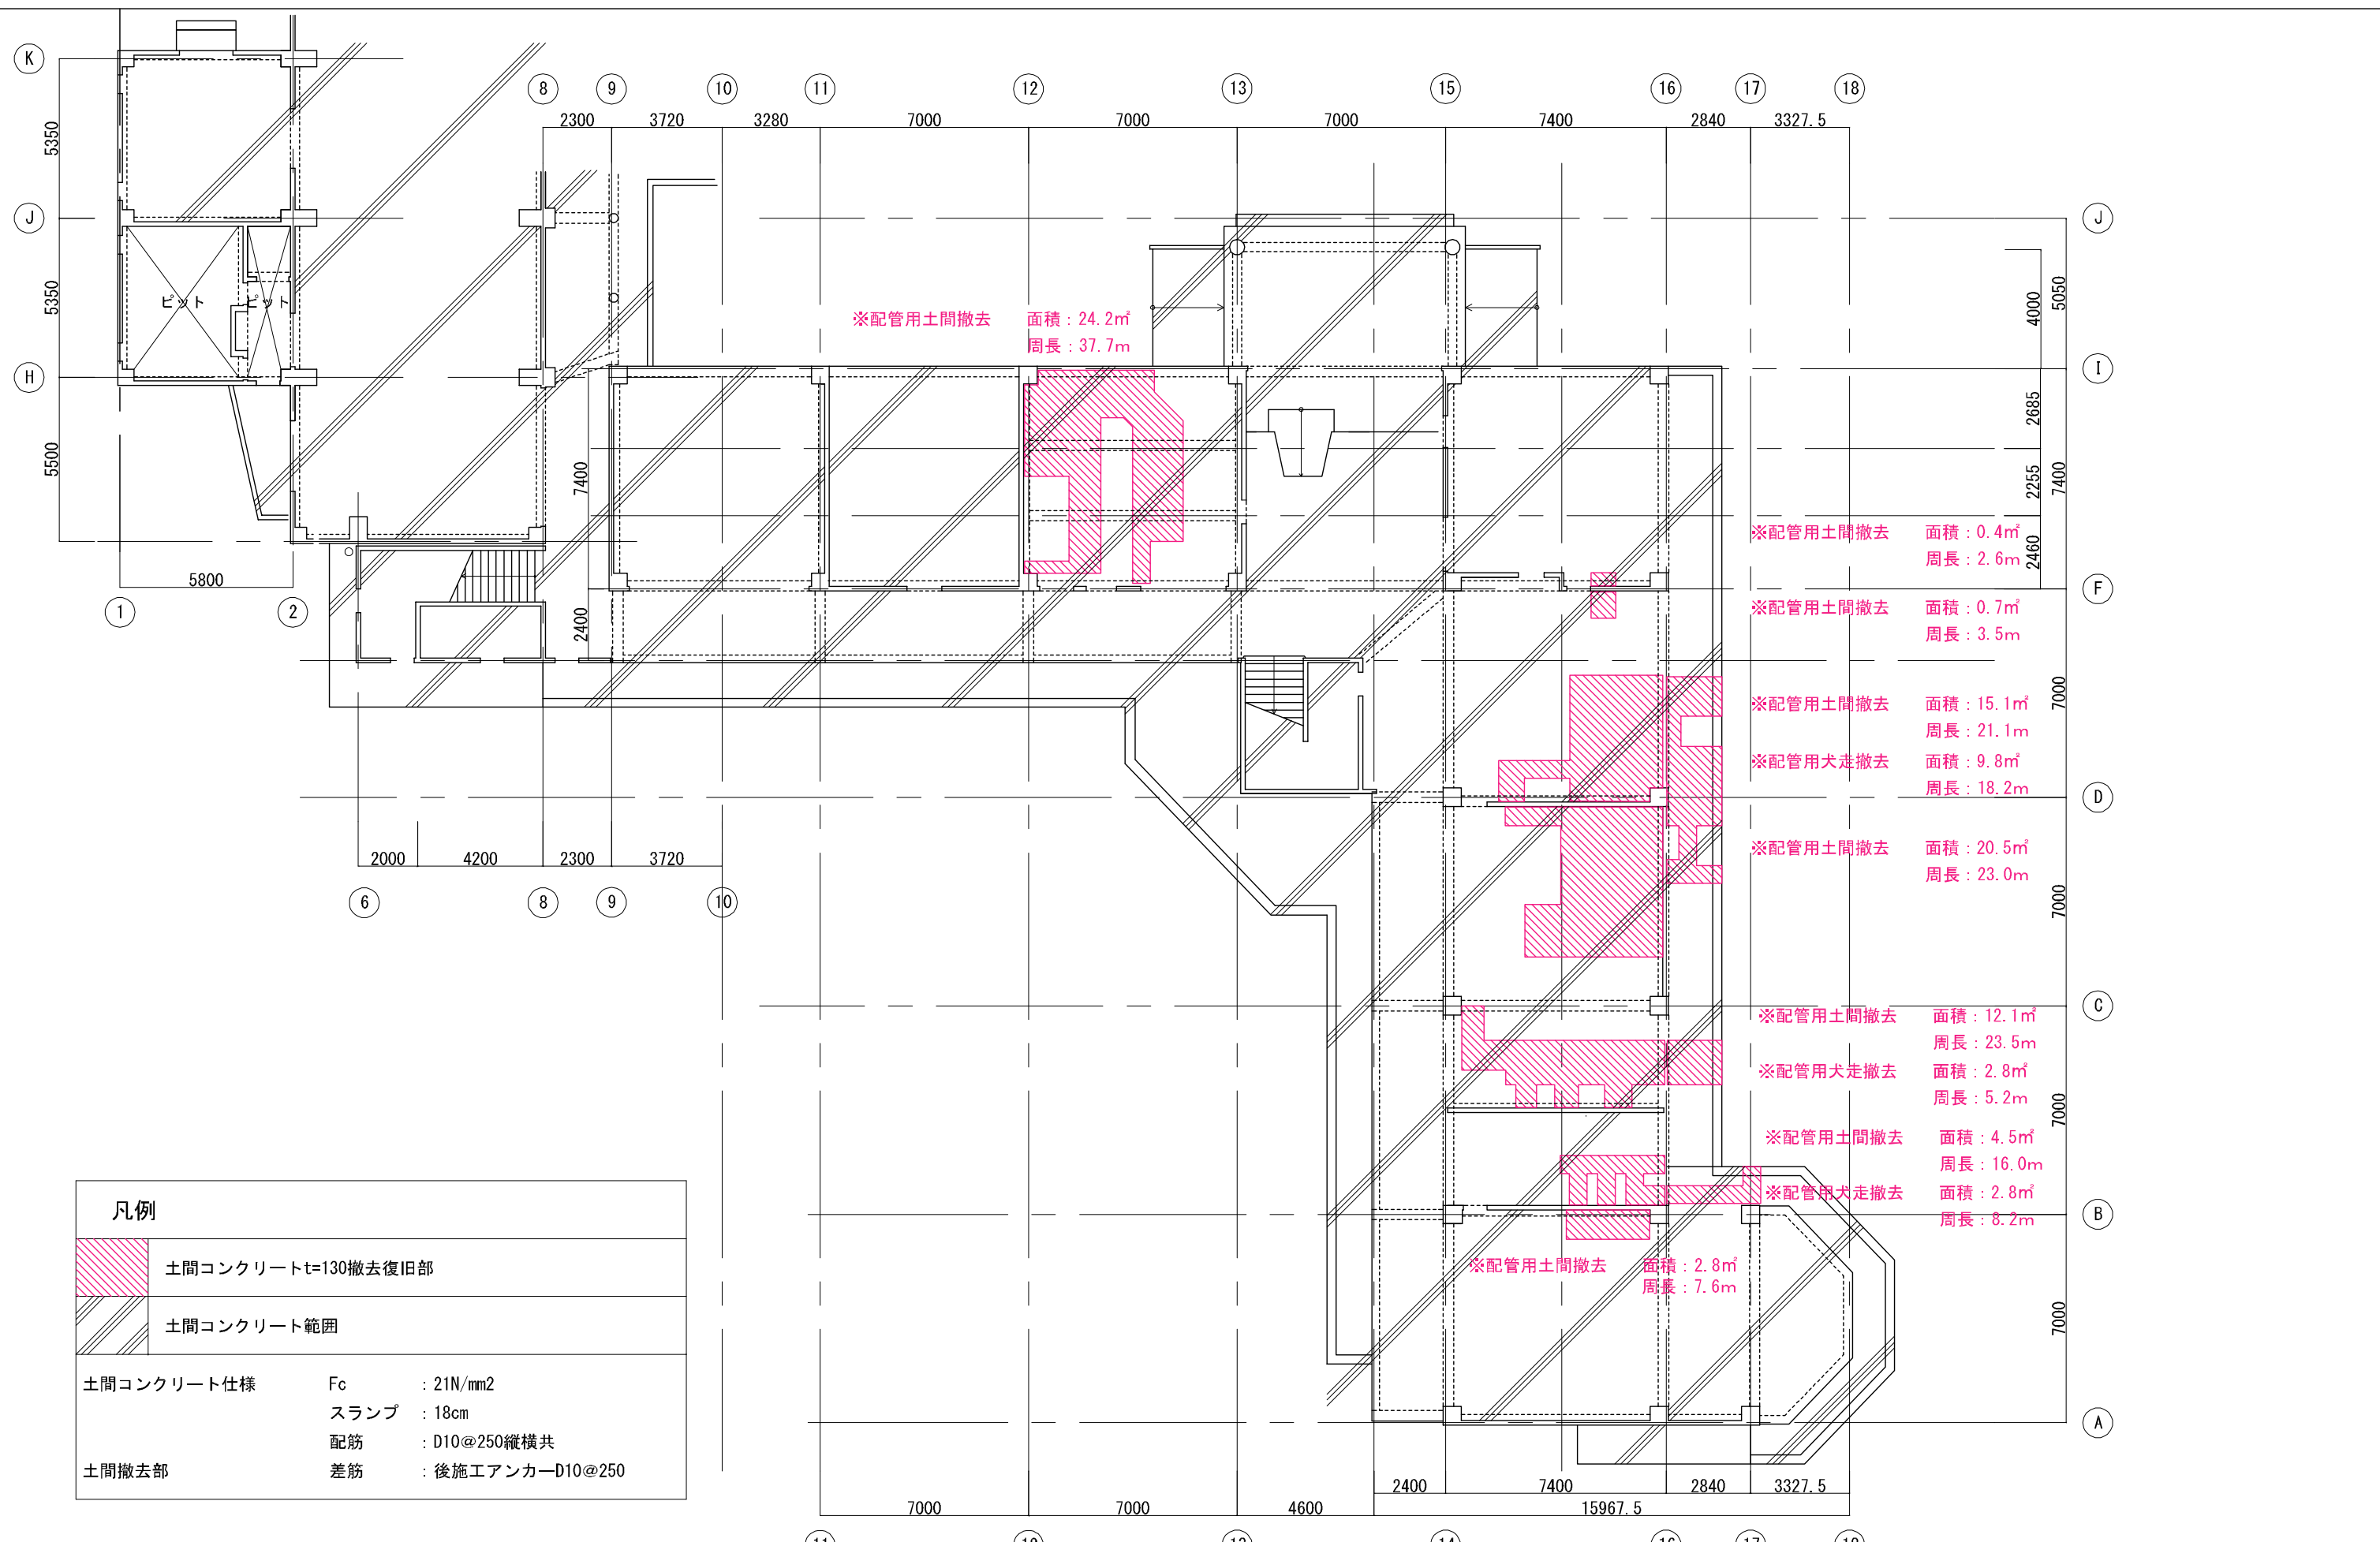 K
8
9
10
11
12
13
15
16
17
18
2300
3720
3280
7000
7000
7000
7400
2840
3327.5
5350
J
J
ピット
ピット
5350
4000
5050
※配管用土間撤去 面積：24.2㎡
周長：37.7m
H
I
2685
5500
7400
2255
7400
2460
※配管用土間撤去 面積：0.4㎡
周長：2.6m
5800
1
2
F
2400
※配管用土間撤去 面積：0.7㎡
周長：3.5m
※配管用土間撤去 面積：15.1㎡
周長：21.1m
7000
※配管用犬走撤去 面積：9.8㎡
周長：18.2m
D
※配管用土間撤去 面積：20.5㎡
周長：23.0m
2000
4200
2300
3720
6
8
9
10
7000
C
※配管用土間撤去 面積：12.1㎡
周長：23.5m
※配管用犬走撤去 面積：2.8㎡
周長：5.2m
7000
※配管用土間撤去 面積：4.5㎡
周長：16.0m
※配管用犬走撤去 面積：2.8㎡
周長：8.2m
B
※配管用土間撤去 面積：2.8㎡
周長：7.6m
7000
A
凡例
土間コンクリートt=130撤去復旧部
土間コンクリート範囲
土間コンクリート仕様 Fc ：21N/mm2
スランプ ：18cm
配筋 ：D10@250縦横共
土間撤去部 差筋 ：後施工アンカーD10@250
2400
7400
2840
3327.5
7000
7000
4600
15967.5